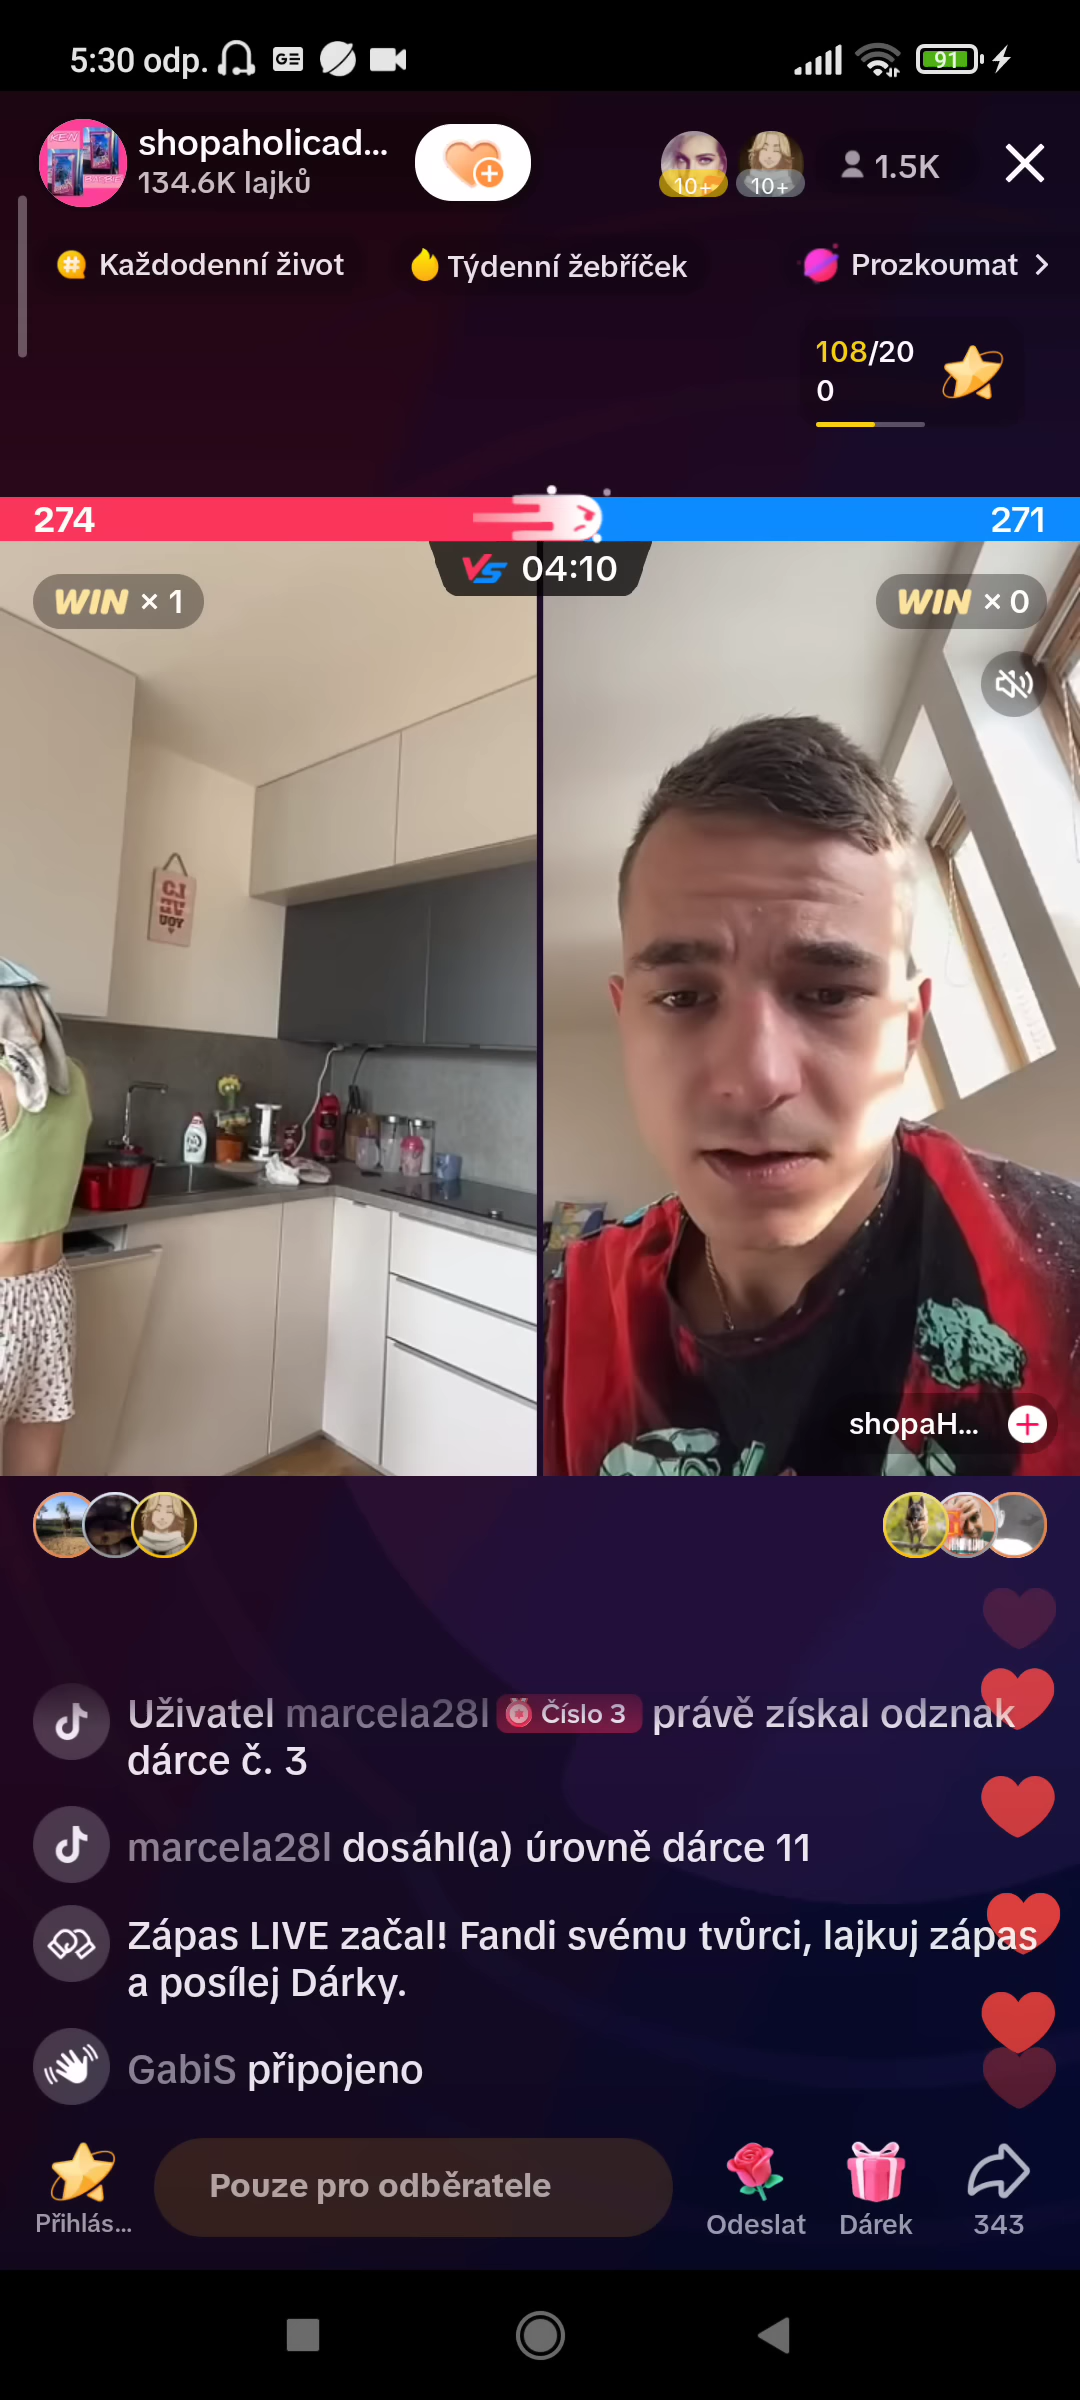 5:30 odp.
91
shopaholicad...
134.6K lajků
10+
10+
1.5K
Každodenní život
Týdenní žebříček
Prozkoumat
108/20
0
274
271
VS 04:10
WIN × 1
WIN × 0
shopaH...
Uživatel marcela28l Číslo 3 právě získal odznak
dárce č. 3
marcela28l dosáhl(a) úrovně dárce 11
Zápas LIVE začal! Fandi svému tvůrci, lajkuj zápas
a posílej Dárky.
GabiS připojeno
Přihlás...
Pouze pro odběratele
Odeslat
Dárek
343